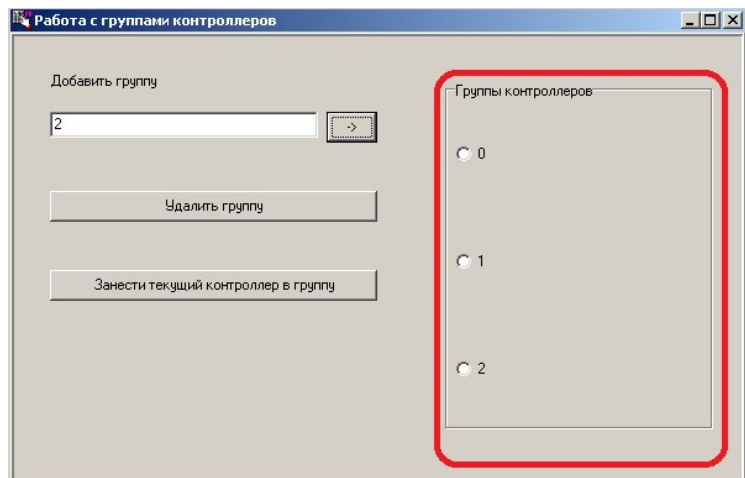 Работа с группами контроллеров
Добавить группу
2
->
Удалить группу
Занести текущий контроллер в группу
Группы контроллеров
0
1
2